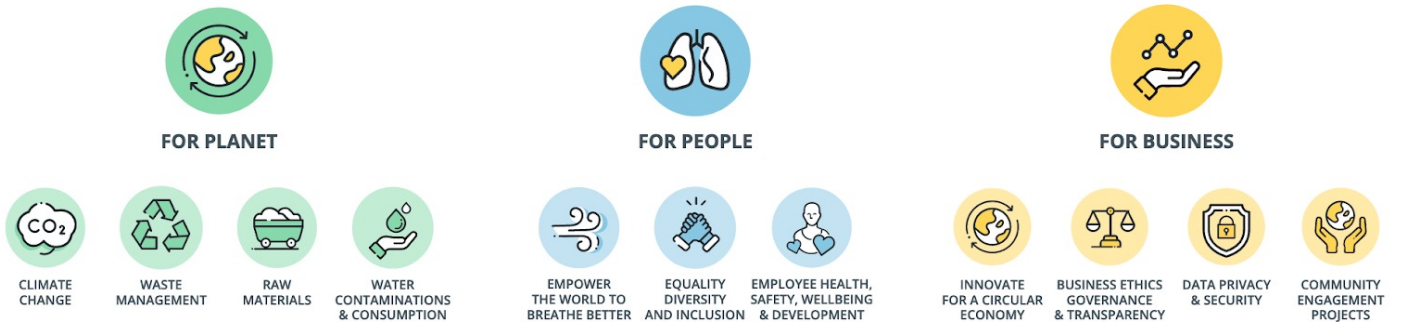 FOR PLANET
FOR PEOPLE
FOR BUSINESS
CO2
CLIMATE
CHANGE
WASTE
MANAGEMENT
RAW
MATERIALS
WATER
CONTAMINATIONS
& CONSUMPTION
EMPOWER
THE WORLD TO
BREATHE BETTER
EQUALITY
DIVERSITY
AND INCLUSION
EMPLOYEE HEALTH,
SAFETY, WELLBEING
& DEVELOPMENT
INNOVATE
FOR A CIRCULAR
ECONOMY
BUSINESS ETHICS
GOVERNANCE
& TRANSPARENCY
DATA PRIVACY
& SECURITY
COMMUNITY
ENGAGEMENT
PROJECTS